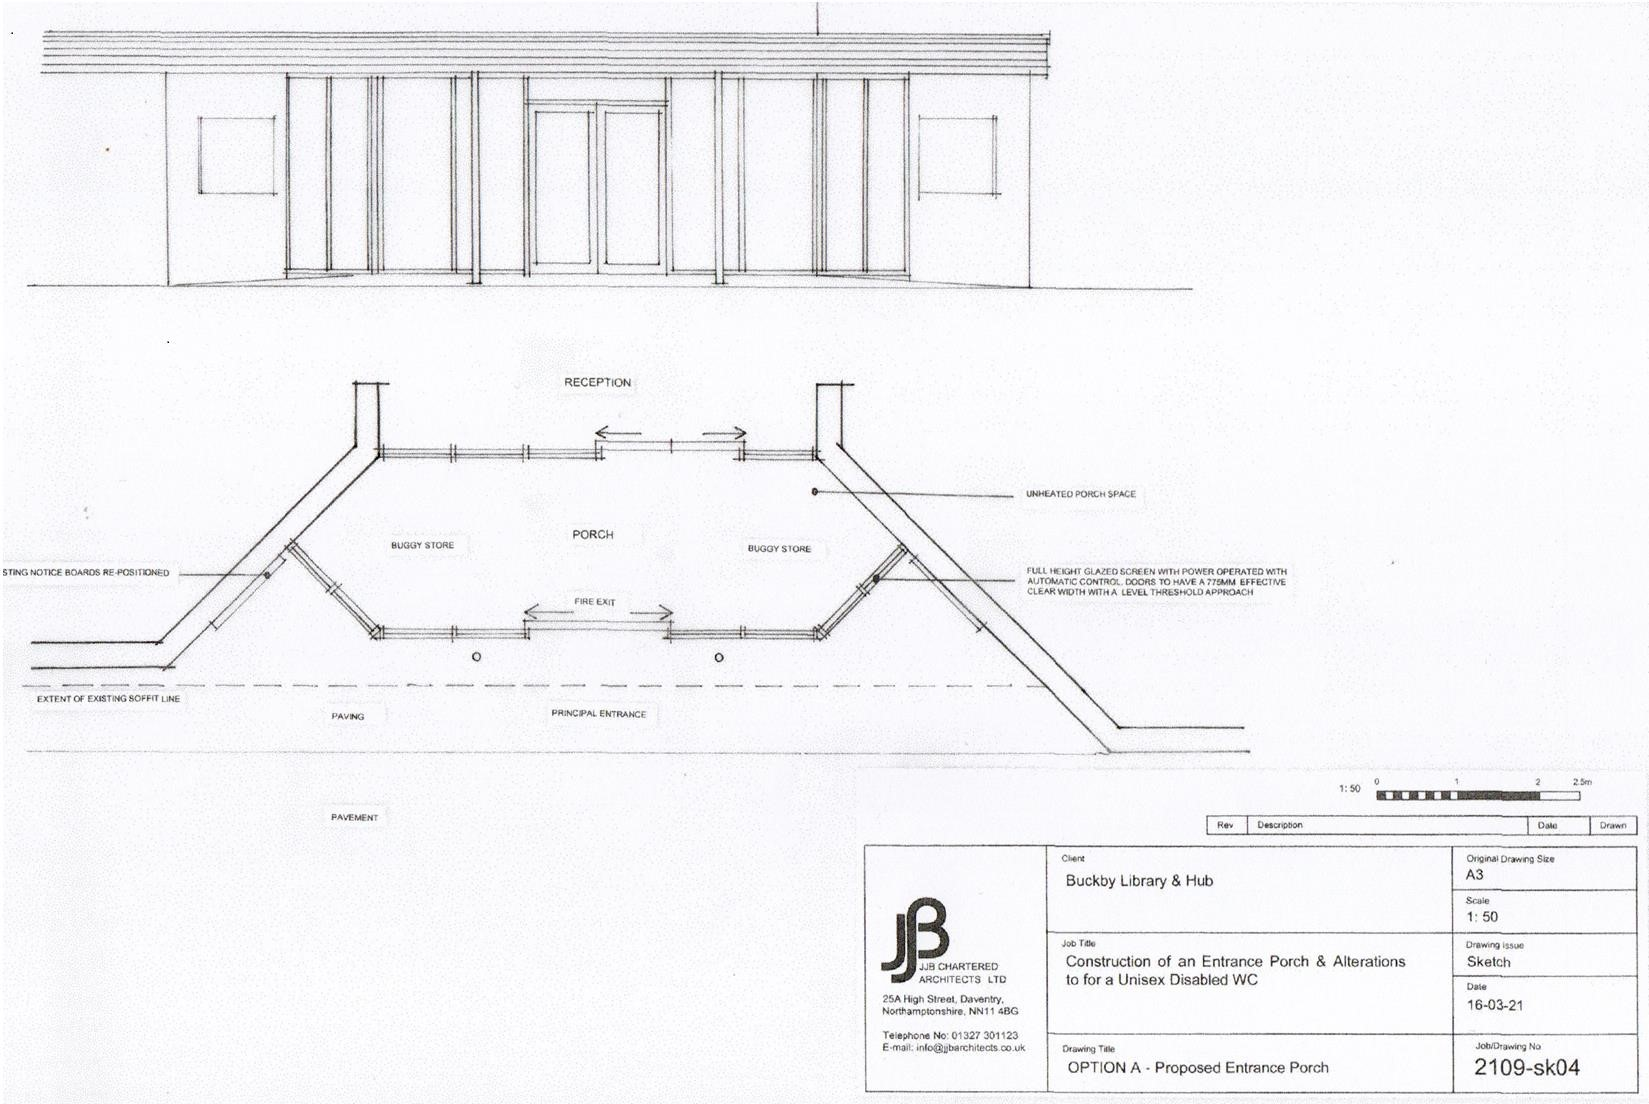 RECEPTION
UNHEATED PORCH SPACE
PORCH
BUGGY STORE
BUGGY STORE
STING NOTICE BOARDS RE-POSITIONED
FULL HEIGHT GLAZED SCREEN WITH POWER OPERATED WITH
AUTOMATIC CONTROL. DOORS TO HAVE A 775MM EFFECTIVE
CLEAR WIDTH WITH A LEVEL THRESHOLD APPROACH
FIRE EXIT
EXTENT OF EXISTING SOFFIT LINE
PAVING
PRINCIPAL ENTRANCE
PAVEMENT
1: 50
0 1 2 2.5m
Rev Description Date Drawn
JJB
JJB CHARTERED
ARCHITECTS LTD
25A High Street, Daventry,
Northamptonshire, NN11 4BG
Telephone No: 01327 301123
E-mail: info@jjbarchitects.co.uk
Client
Buckby Library & Hub
Job Title
Construction of an Entrance Porch & Alterations
to for a Unisex Disabled WC
Drawing Title
OPTION A - Proposed Entrance Porch
Original Drawing Size
A3
Scale
1: 50
Drawing Issue
Sketch
Date
16-03-21
Job/Drawing No
2109-sk04